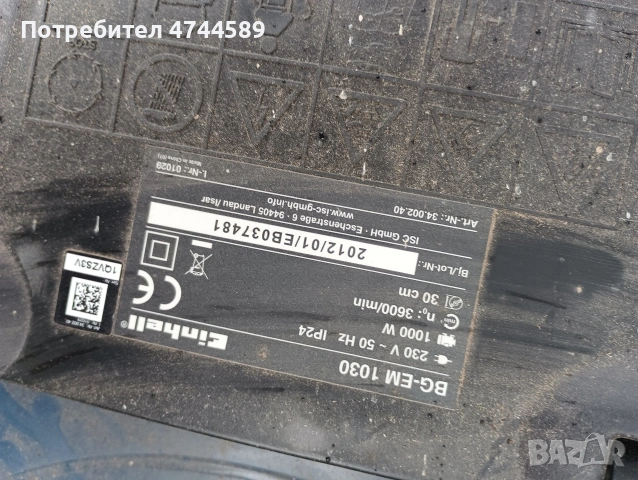 Потребител 4744589
Einhell®
BG-EM 1030
230 V ~ 50 Hz IP24
1000 W
n₀: 3600/min
30 cm
CE
Bj./Lot-Nr.:
2012/01/EB037481
ISC GmbH · Eschenstraße 6 · 94405 Landau /Isar
www.isc-gmbh.info
Art.-Nr.: 34.002.40
I.-Nr.: 01029
Made in China
1QVZS3V
STOP
BAZAR